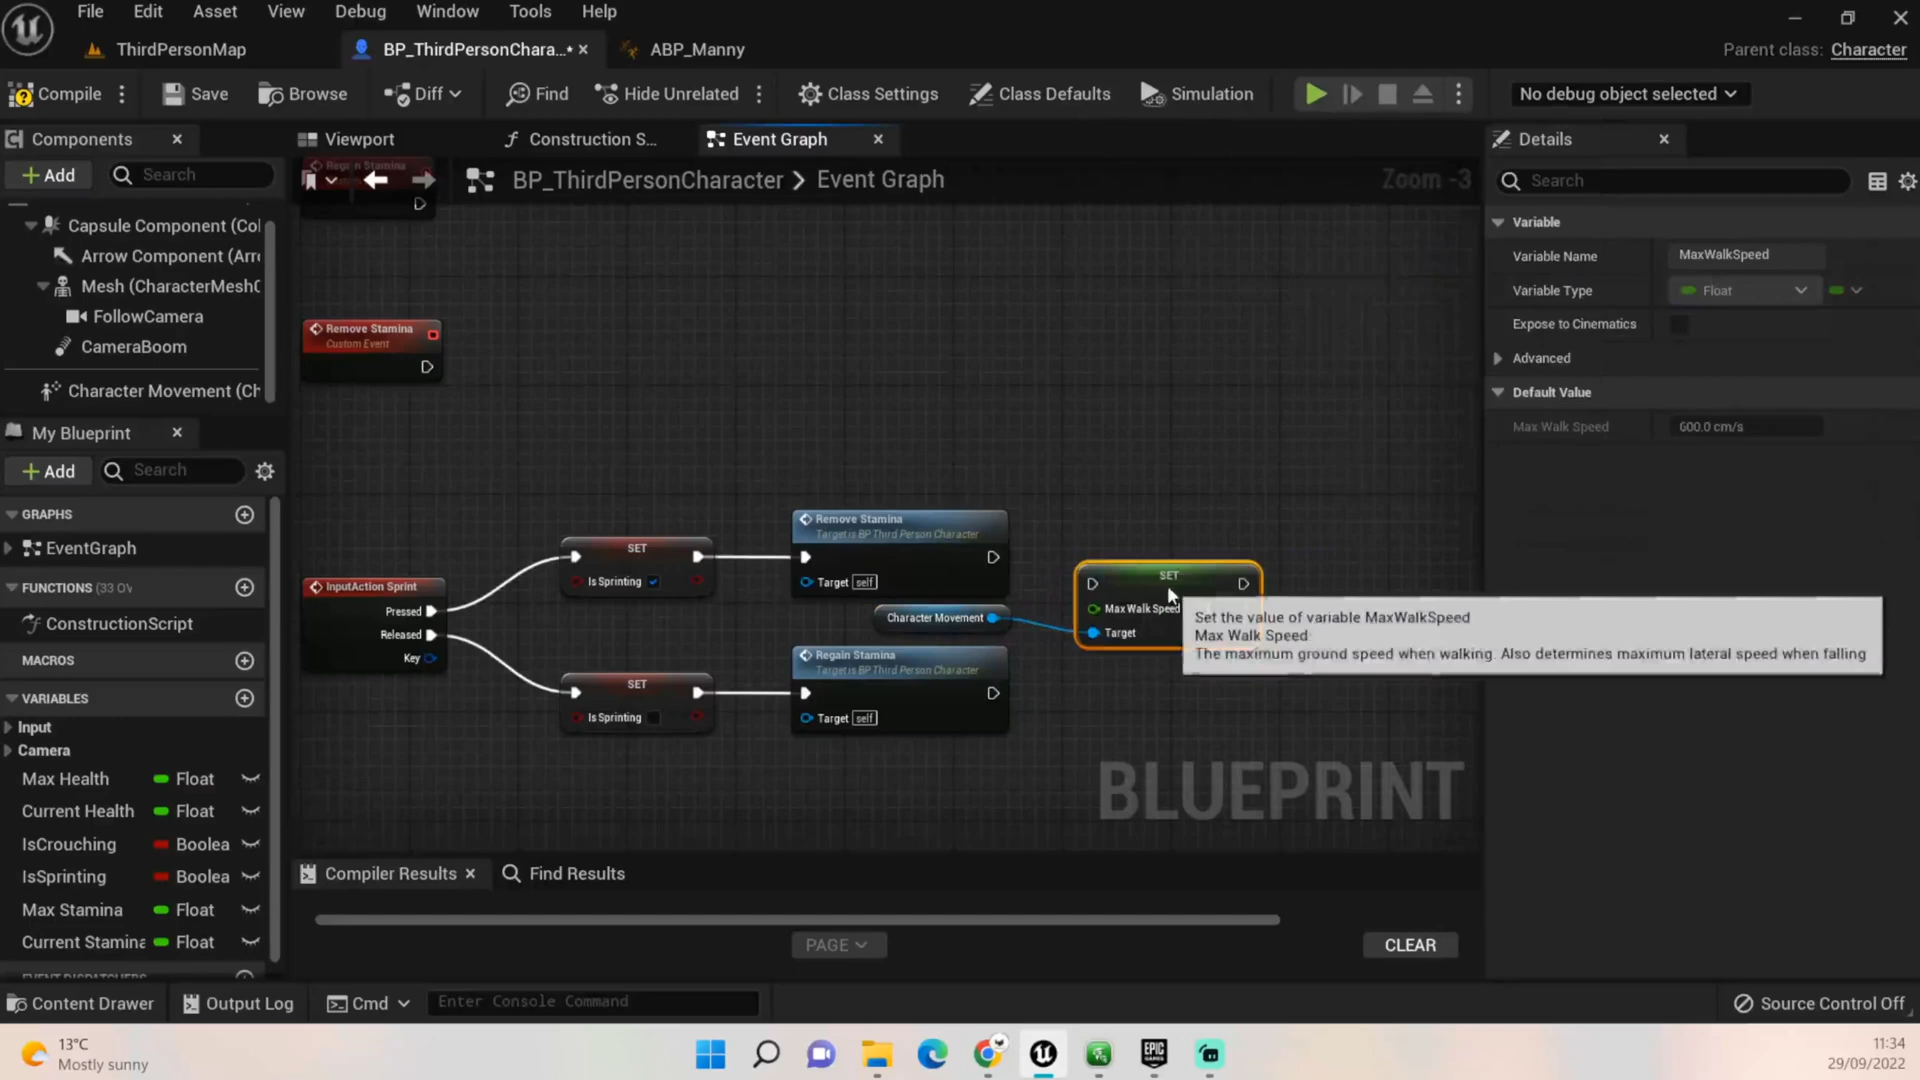 File Edit Asset View Debug Window Tools Help
ThirdPersonMap
BP_ThirdPersonChara...•
ABP_Manny
Parent class: Character
Compile
Save
Browse
Diff
Find
Hide Unrelated
Class Settings
Class Defaults
Simulation
No debug object selected
Components
Viewport
Construction S...
Event Graph
Details
+ Add
Search
BP_ThirdPersonCharacter > Event Graph
Zoom -3
Search
Capsule Component (Col
Arrow Component (Arro
Mesh (CharacterMesh0
FollowCamera
CameraBoom
Character Movement (Ch
Regain Stamina
Remove Stamina
Custom Event
Variable
Variable Name
MaxWalkSpeed
Variable Type
Float
Expose to Cinematics
Advanced
Default Value
Max Walk Speed
600.0 cm/s
My Blueprint
+ Add
Search
GRAPHS
EventGraph
FUNCTIONS (33 OV
ConstructionScript
MACROS
VARIABLES
Input
Camera
Max Health Float
Current Health Float
IsCrouching Boolea
IsSprinting Boolea
Max Stamina Float
Current Stamina Float
EVENT DISPATCHERS
InputAction Sprint
Pressed
Released
Key
SET
Is Sprinting
SET
Is Sprinting
Remove Stamina
Target is BP Third Person Character
Target self
Character Movement
Regain Stamina
Target is BP Third Person Character
Target self
SET
Max Walk Speed
Target
Set the value of variable MaxWalkSpeed
Max Walk Speed:
The maximum ground speed when walking. Also determines maximum lateral speed when falling
BLUEPRINT
Compiler Results
Find Results
PAGE
CLEAR
Content Drawer
Output Log
Cmd
Enter Console Command
Source Control Off
13°C
Mostly sunny
EPIC
GAMES
11:34
29/09/2022